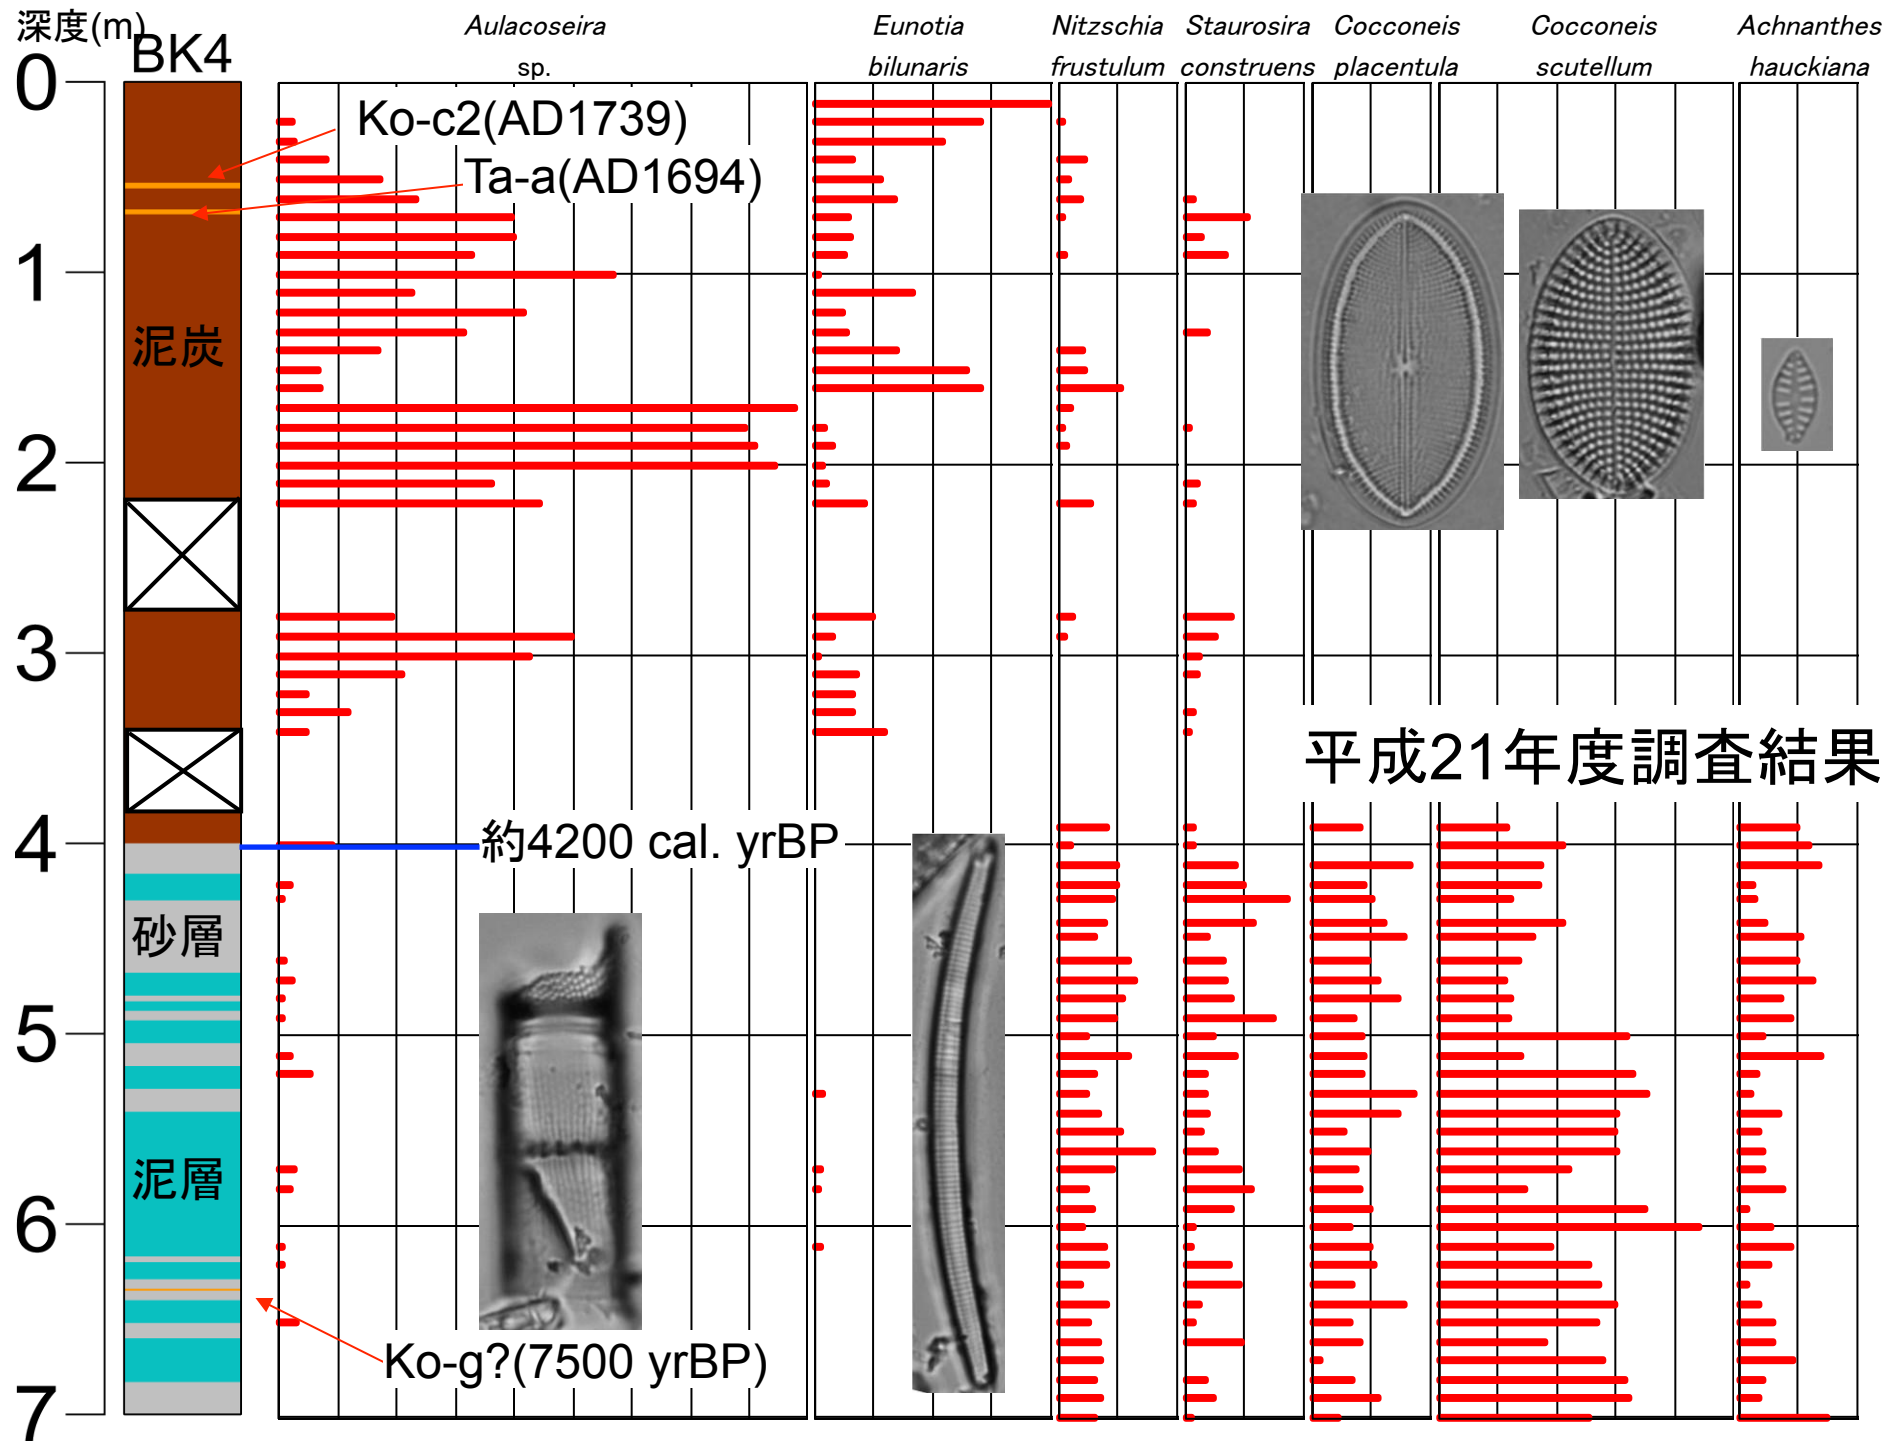 深度(m)
BK4
Aulacoseira
sp.
Eunotia
bilunaris
Nitzschia
frustulum
Staurosira
construens
Cocconeis
placentula
Cocconeis
scutellum
Achnanthes
hauckiana
0
Ko-c2(AD1739)
Ta-a(AD1694)
1
泥炭
2
3
平成21年度調査結果
4
約4200 cal. yrBP
砂層
5
泥層
6
Ko-g?(7500 yrBP)
7